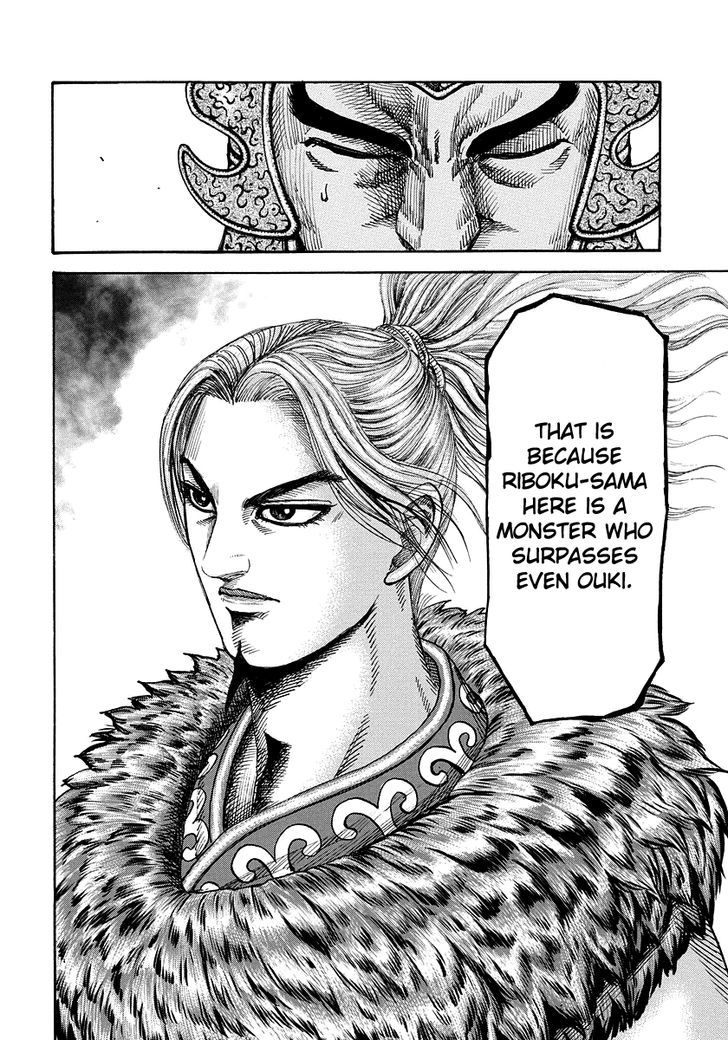 THAT IS
BECAUSE
RIBOKU-SAMA
HERE IS A
MONSTER WHO
SURPASSES
EVEN OUKI.